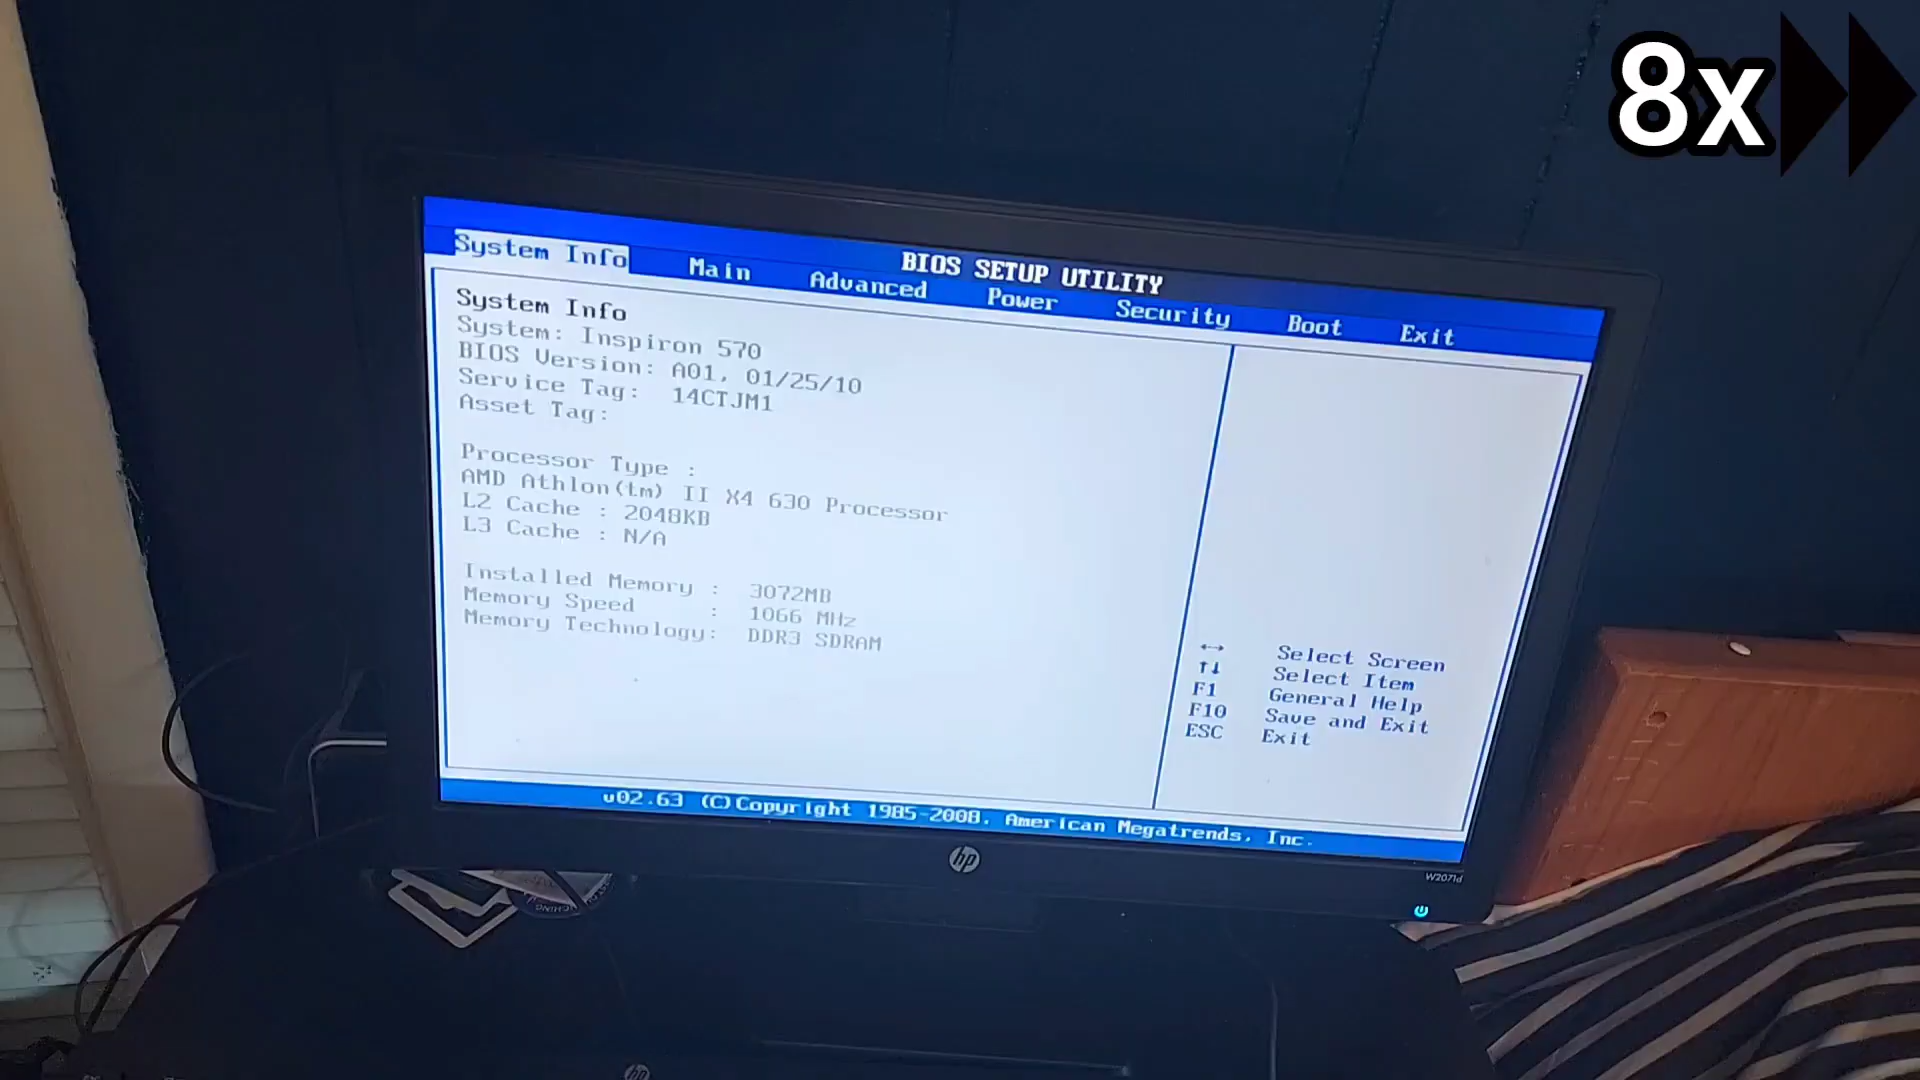 8x
BIOS SETUP UTILITY
System Info Main Advanced Power Security Boot Exit
System Info
System: Inspiron 570
BIOS Version: A01, 01/25/10
Service Tag: 14CTJM1
Asset Tag:
Processor Type :
AMD Athlon(tm) II X4 630 Processor
L2 Cache : 2048KB
L3 Cache : N/A
Installed Memory : 3072MB
Memory Speed : 1066 MHz
Memory Technology: DDR3 SDRAM
↔ Select Screen
↑↓ Select Item
F1 General Help
F10 Save and Exit
ESC Exit
v02.63 (C)Copyright 1985-2008, American Megatrends, Inc.
hp
W2071d
hp